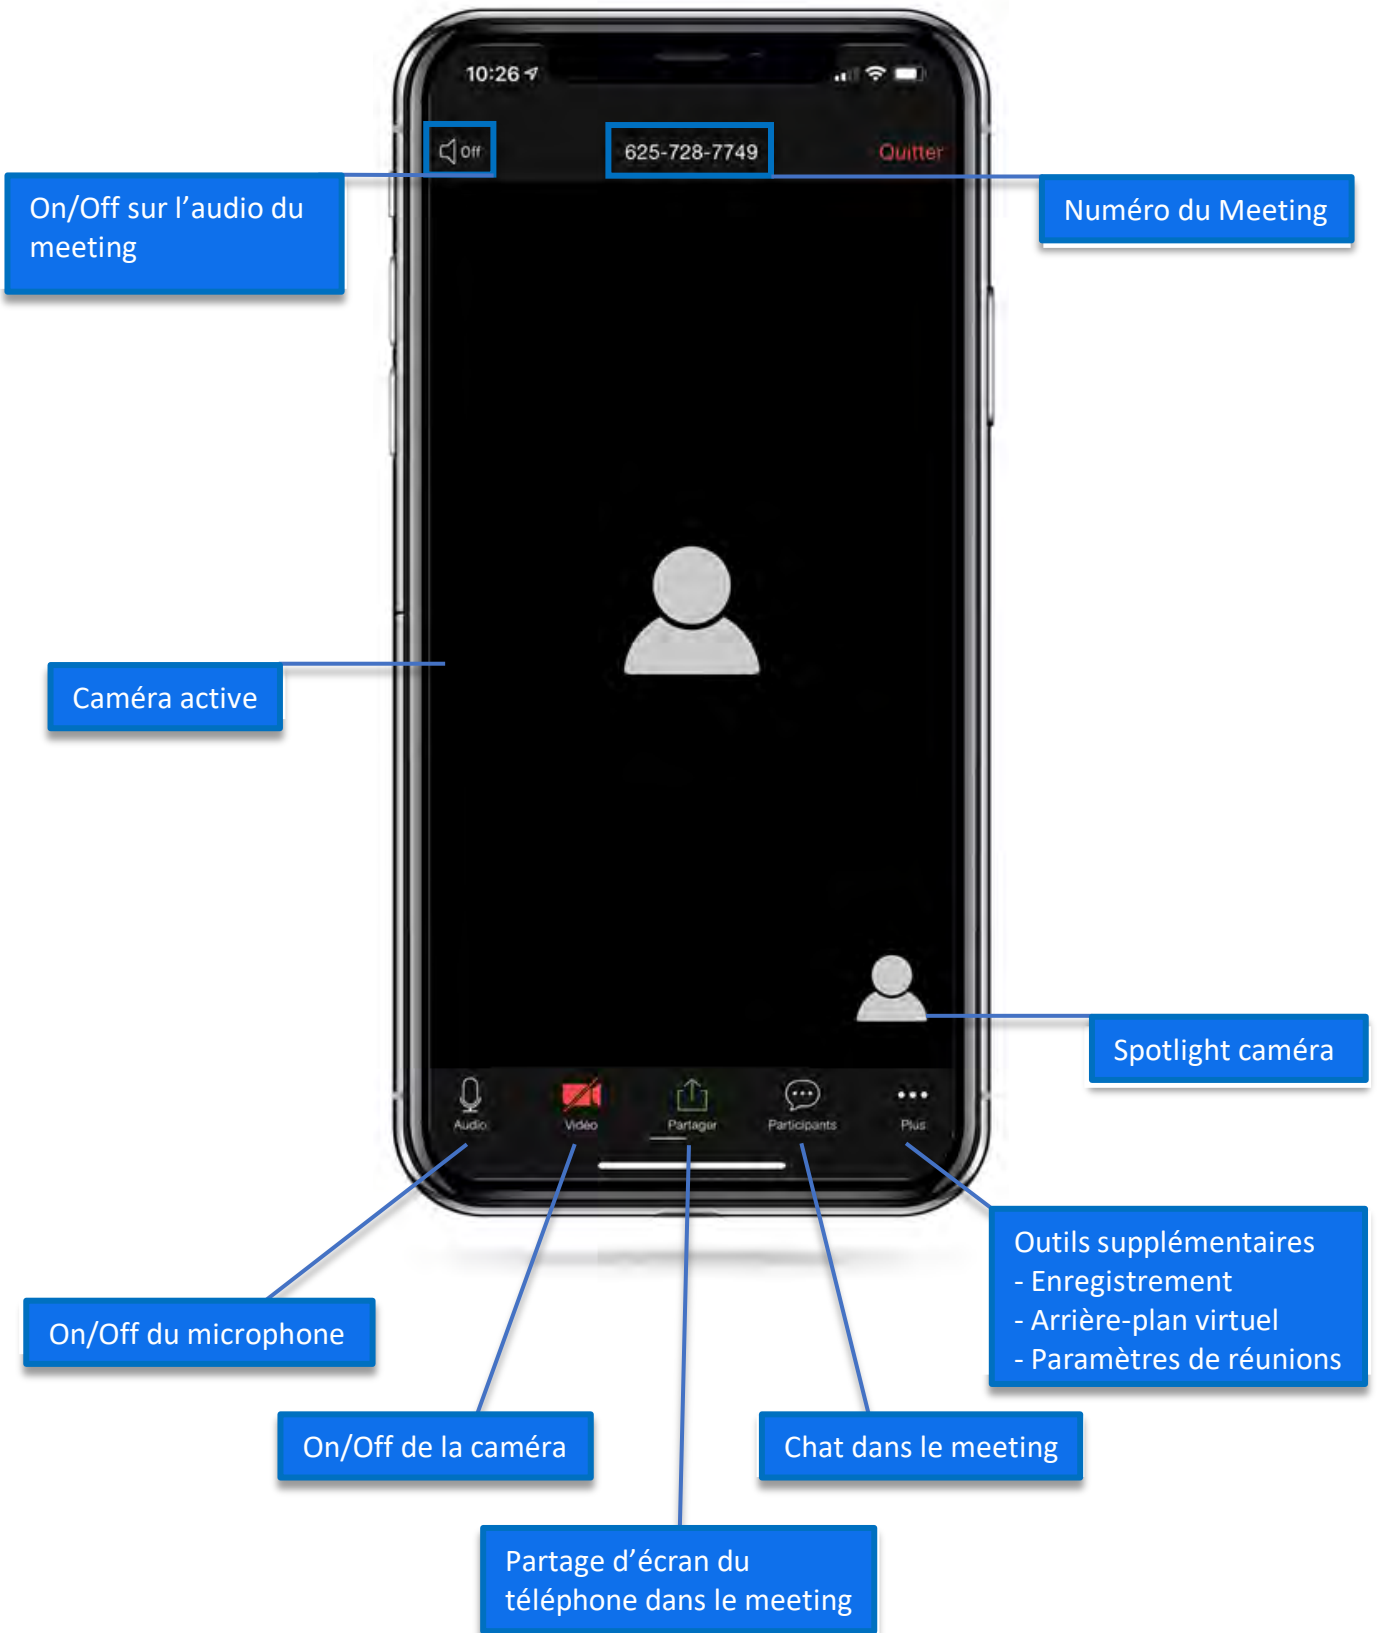 10:26
Off
625-728-7749
Quitter
On/Off sur l’audio du
meeting
Numéro du Meeting
Caméra active
Spotlight caméra
Audio
Vidéo
Partager
Participants
Plus
Outils supplémentaires
- Enregistrement
- Arrière-plan virtuel
- Paramètres de réunions
On/Off du microphone
On/Off de la caméra
Chat dans le meeting
Partage d’écran du
téléphone dans le meeting